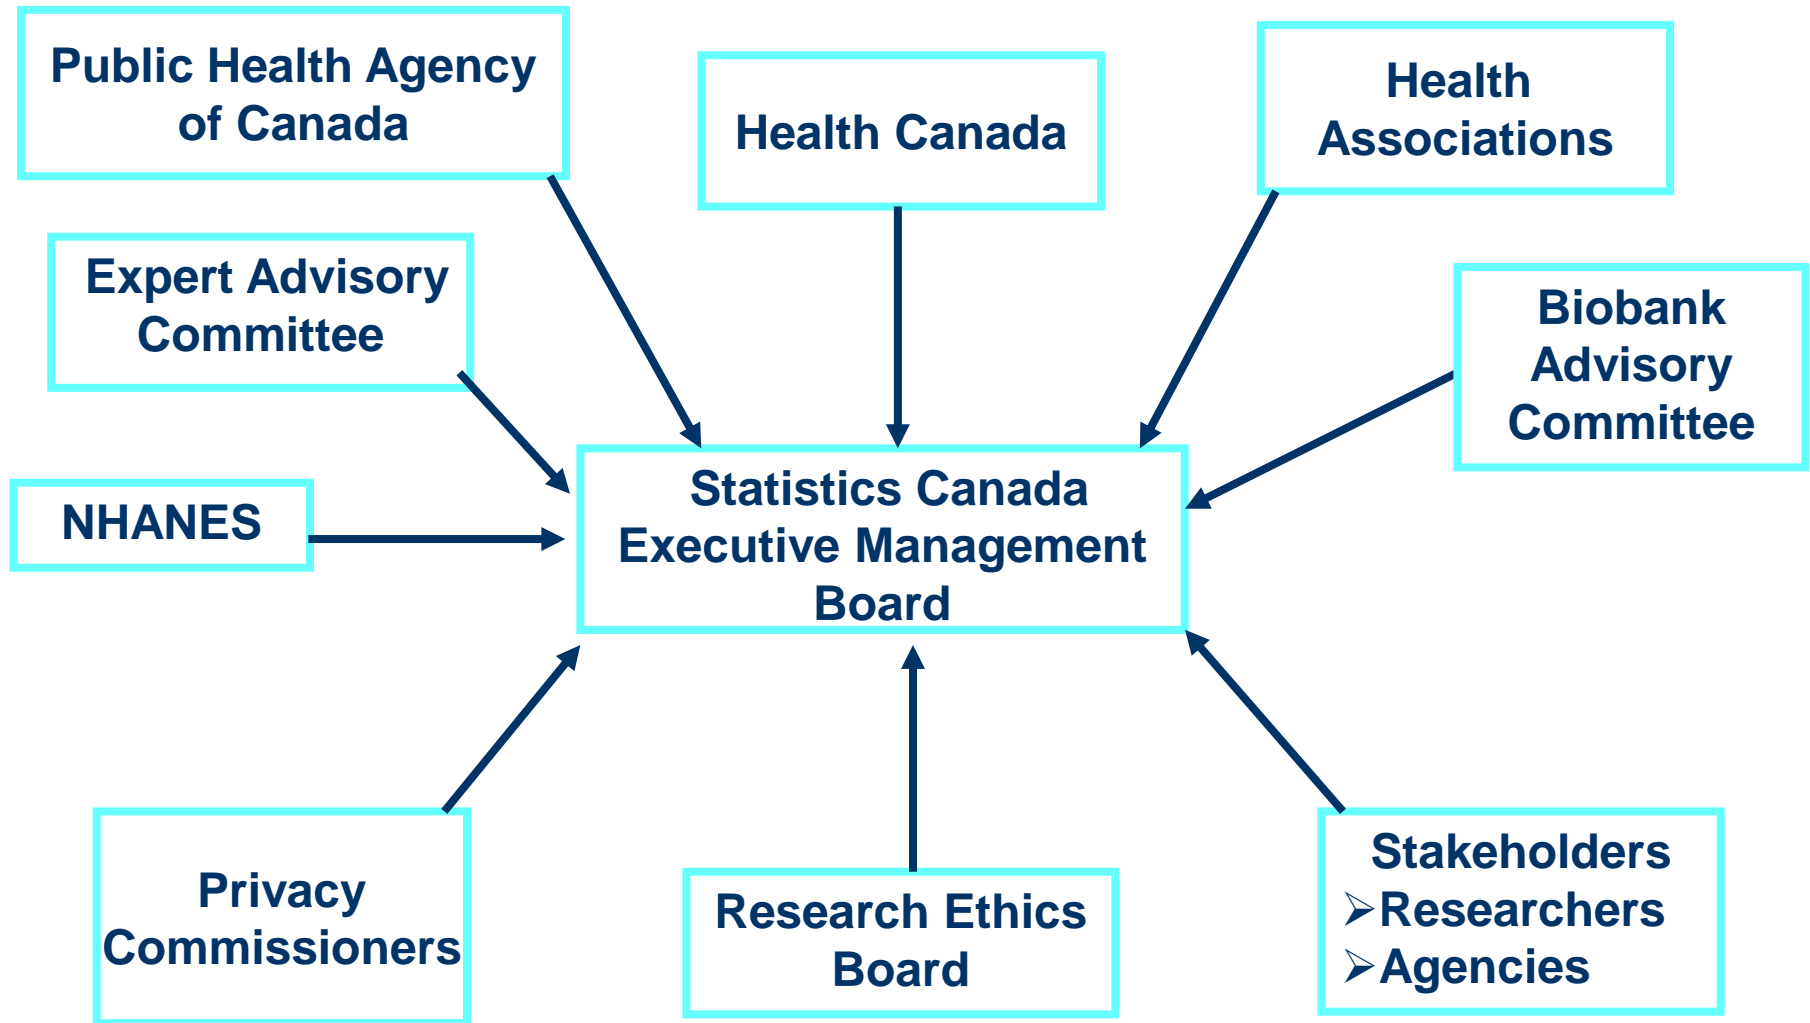 Public Health Agency
of Canada
Health Canada
Health
Associations
Expert Advisory
Committee
Biobank
Advisory
Committee
NHANES
Statistics Canada
Executive Management
Board
Privacy
Commissioners
Research Ethics
Board
Stakeholders
➢Researchers
➢Agencies